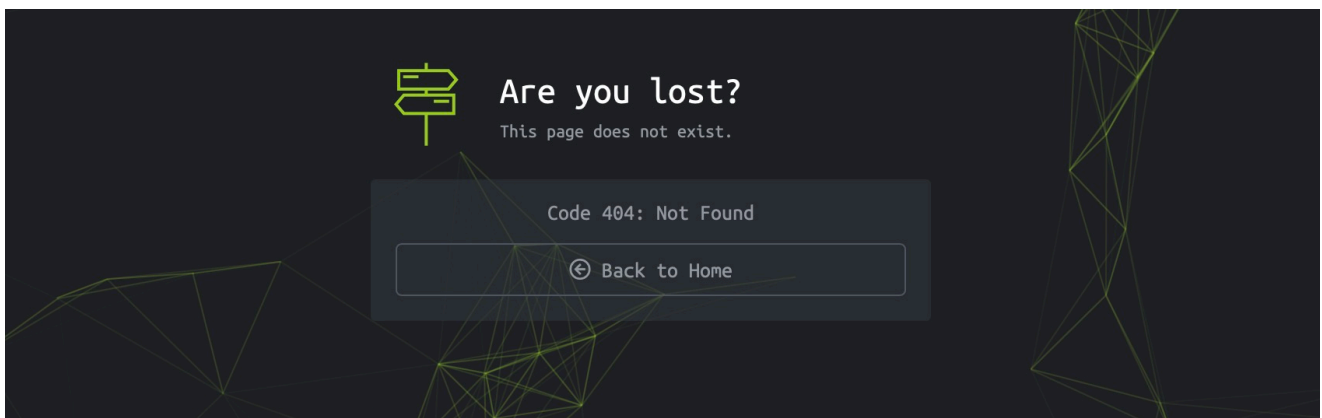 Are you lost?
This page does not exist.
Code 404: Not Found
Back to Home